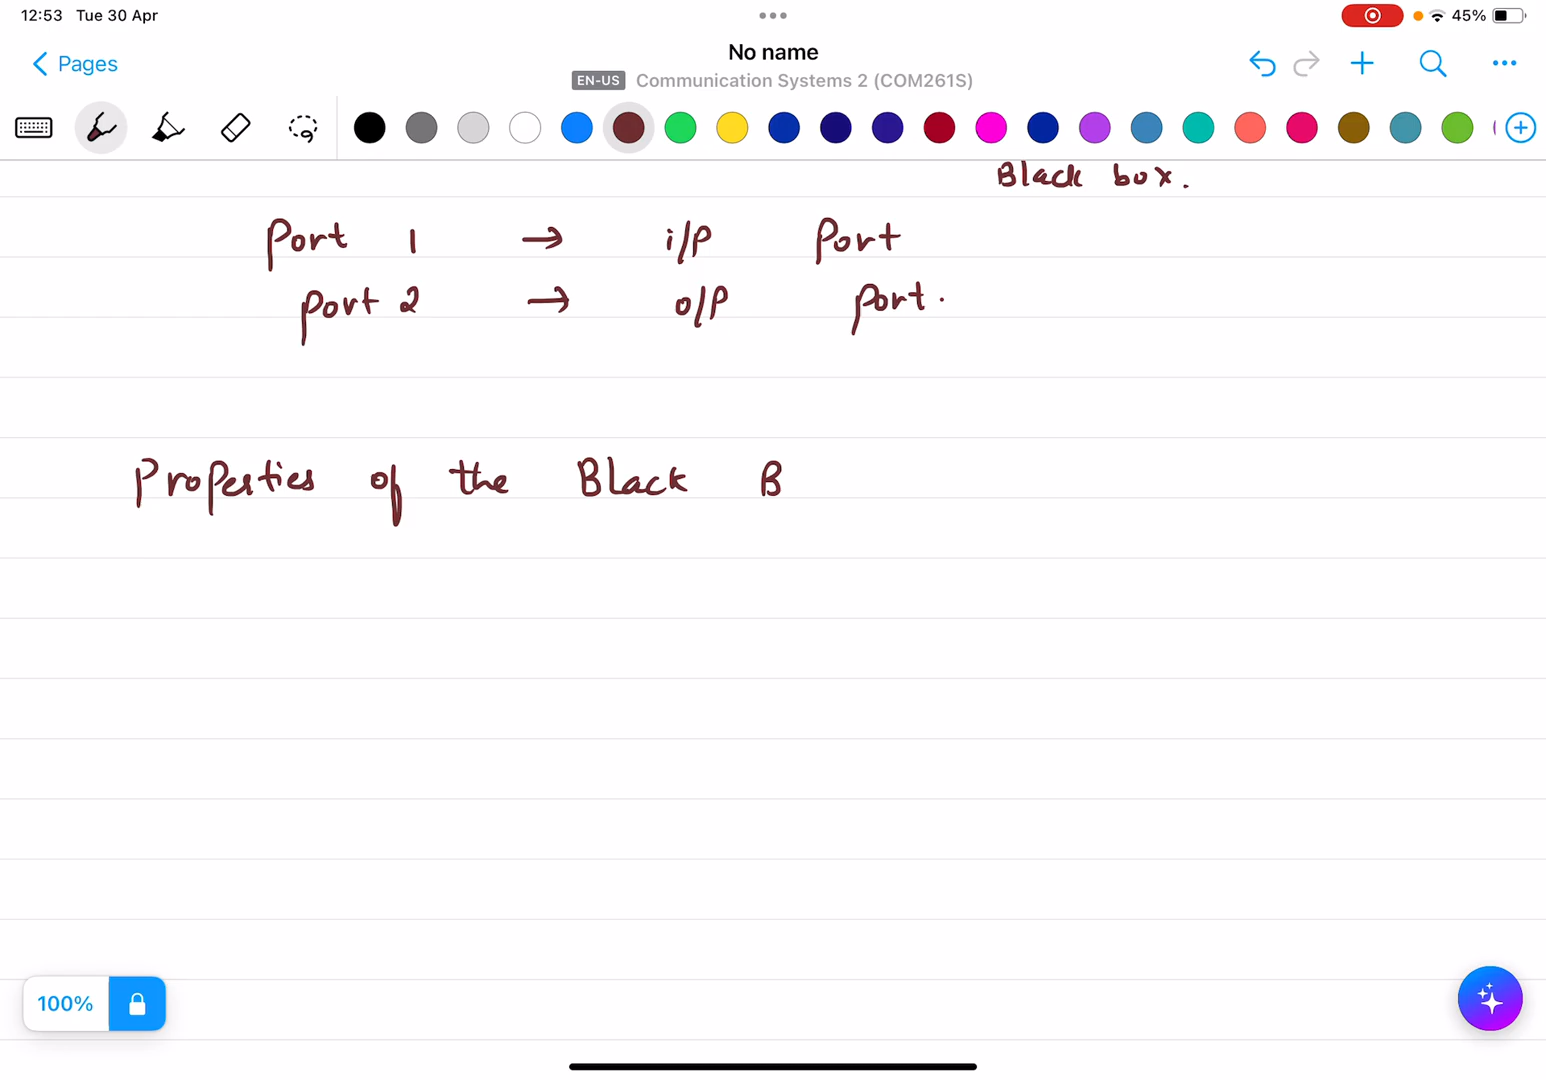 12:53 Tue 30 Apr
45%
Pages
No name
EN-US Communication Systems 2 (COM261S)
Black box.
Port 1 → i/P Port
port 2 → o/P port.
Properties of the Black B
100%